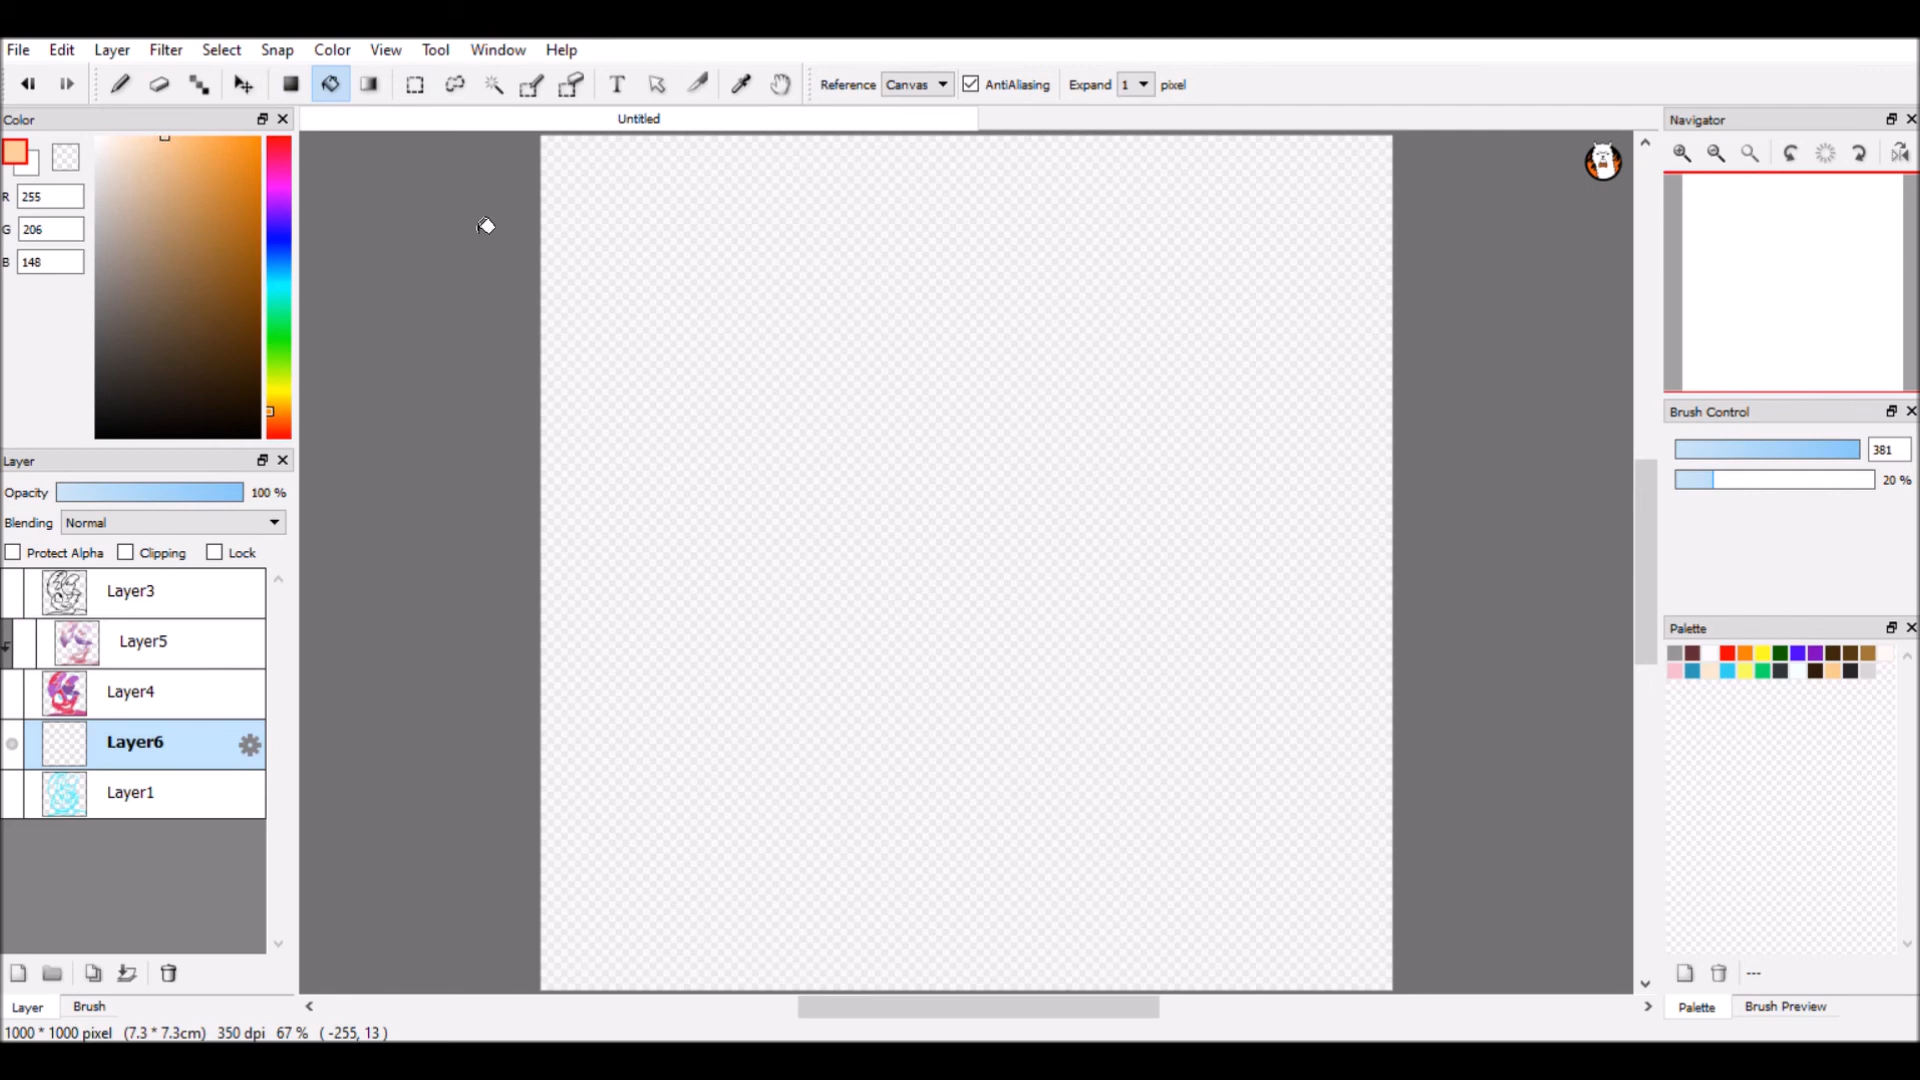 File Edit Layer Filter Select Snap Color View Tool Window Help
Reference Canvas AntiAliasing Expand 1 pixel
Color
Untitled
Navigator
R 255
G 206
B 148
Brush Control
381
20 %
Layer
Opacity 100 %
Blending Normal
Protect Alpha Clipping Lock
Layer3
Layer5
Layer4
Layer6
Layer1
Palette
---
Layer Brush
Palette Brush Preview
1000 * 1000 pixel (7.3 * 7.3cm) 350 dpi 67 % ( -255, 13 )